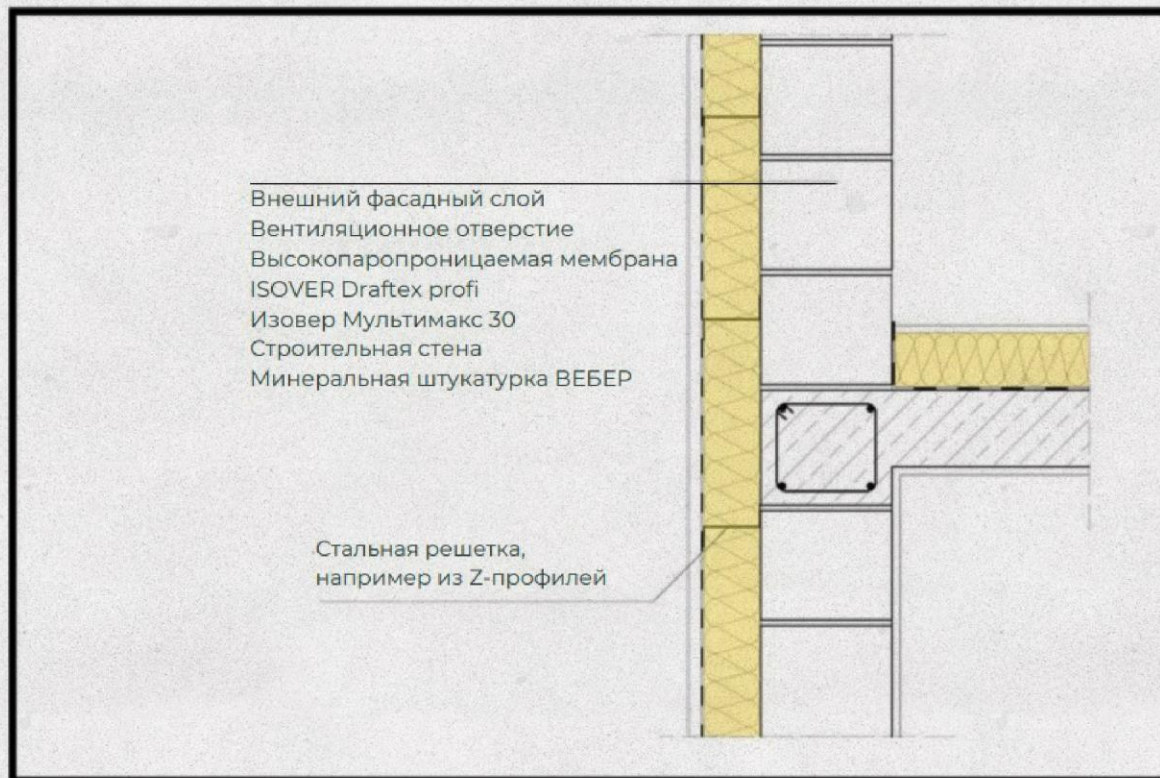 Внешний фасадный слой
Вентиляционное отверстие
Высокопаропроницаемая мембрана
ISOVER Draftex profi
Изовер Мультимакс 30
Строительная стена
Минеральная штукатурка ВЕБЕР
Стальная решетка,
например из Z-профилей